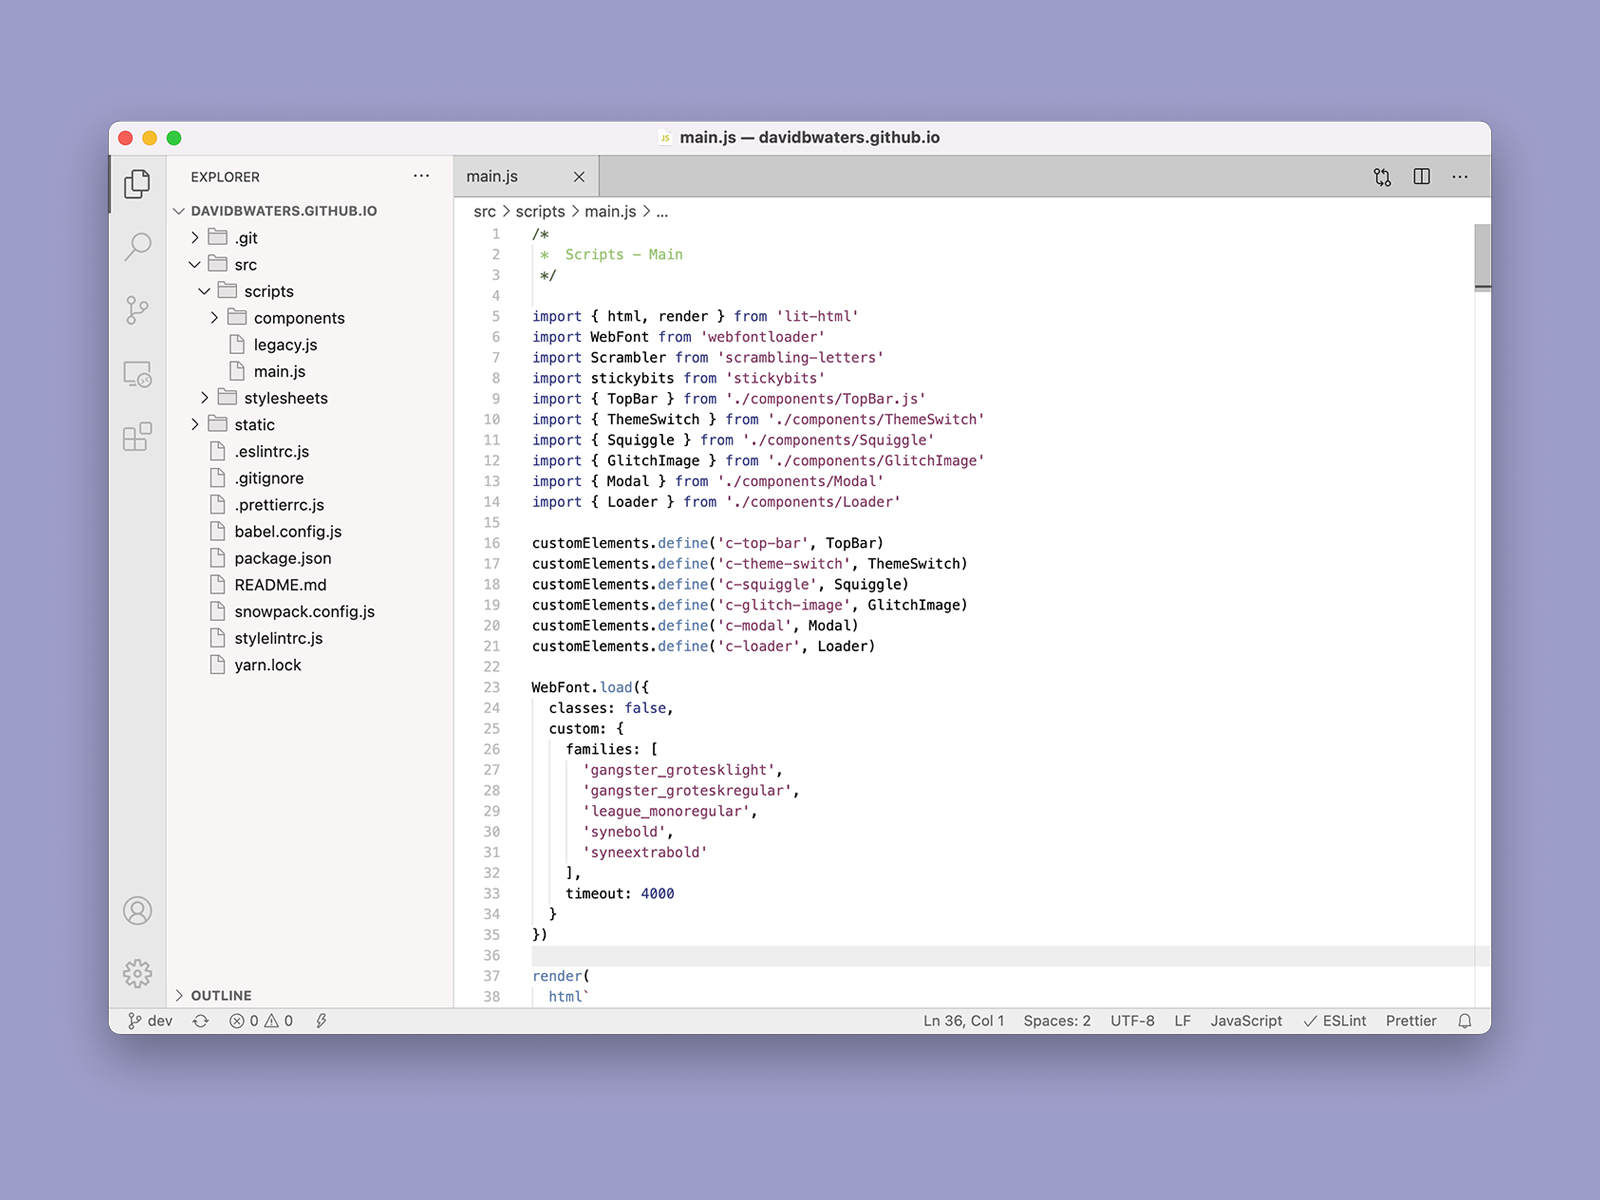 JS main.js — davidbwaters.github.io
EXPLORER
DAVIDBWATERS.GITHUB.IO
.git
src
scripts
components
legacy.js
main.js
stylesheets
static
.eslintrc.js
.gitignore
.prettierrc.js
babel.config.js
package.json
README.md
snowpack.config.js
stylelintrc.js
yarn.lock
OUTLINE
main.js
src > scripts > main.js > ...
1 /*
2 * Scripts - Main
3 */
4
5 import { html, render } from 'lit-html'
6 import WebFont from 'webfontloader'
7 import Scrambler from 'scrambling-letters'
8 import stickybits from 'stickybits'
9 import { TopBar } from './components/TopBar.js'
10 import { ThemeSwitch } from './components/ThemeSwitch'
11 import { Squiggle } from './components/Squiggle'
12 import { GlitchImage } from './components/GlitchImage'
13 import { Modal } from './components/Modal'
14 import { Loader } from './components/Loader'
15
16 customElements.define('c-top-bar', TopBar)
17 customElements.define('c-theme-switch', ThemeSwitch)
18 customElements.define('c-squiggle', Squiggle)
19 customElements.define('c-glitch-image', GlitchImage)
20 customElements.define('c-modal', Modal)
21 customElements.define('c-loader', Loader)
22
23 WebFont.load({
24 classes: false,
25 custom: {
26 families: [
27 'gangster_grotesklight',
28 'gangster_groteskregular',
29 'league_monoregular',
30 'synebold',
31 'syneextrabold'
32 ],
33 timeout: 4000
34 }
35 })
36
37 render(
38 html`
dev 0 0 Ln 36, Col 1 Spaces: 2 UTF-8 LF JavaScript ESLint Prettier